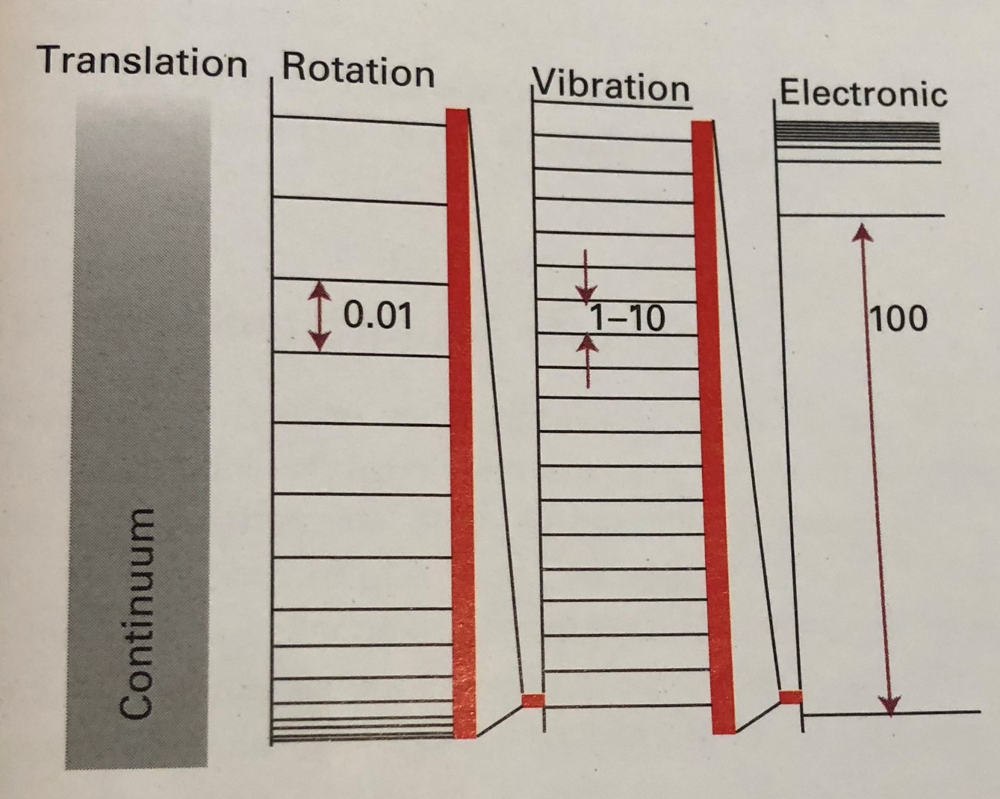 Translation
Rotation
Vibration
Electronic
0.01
1–10
100
Continuum